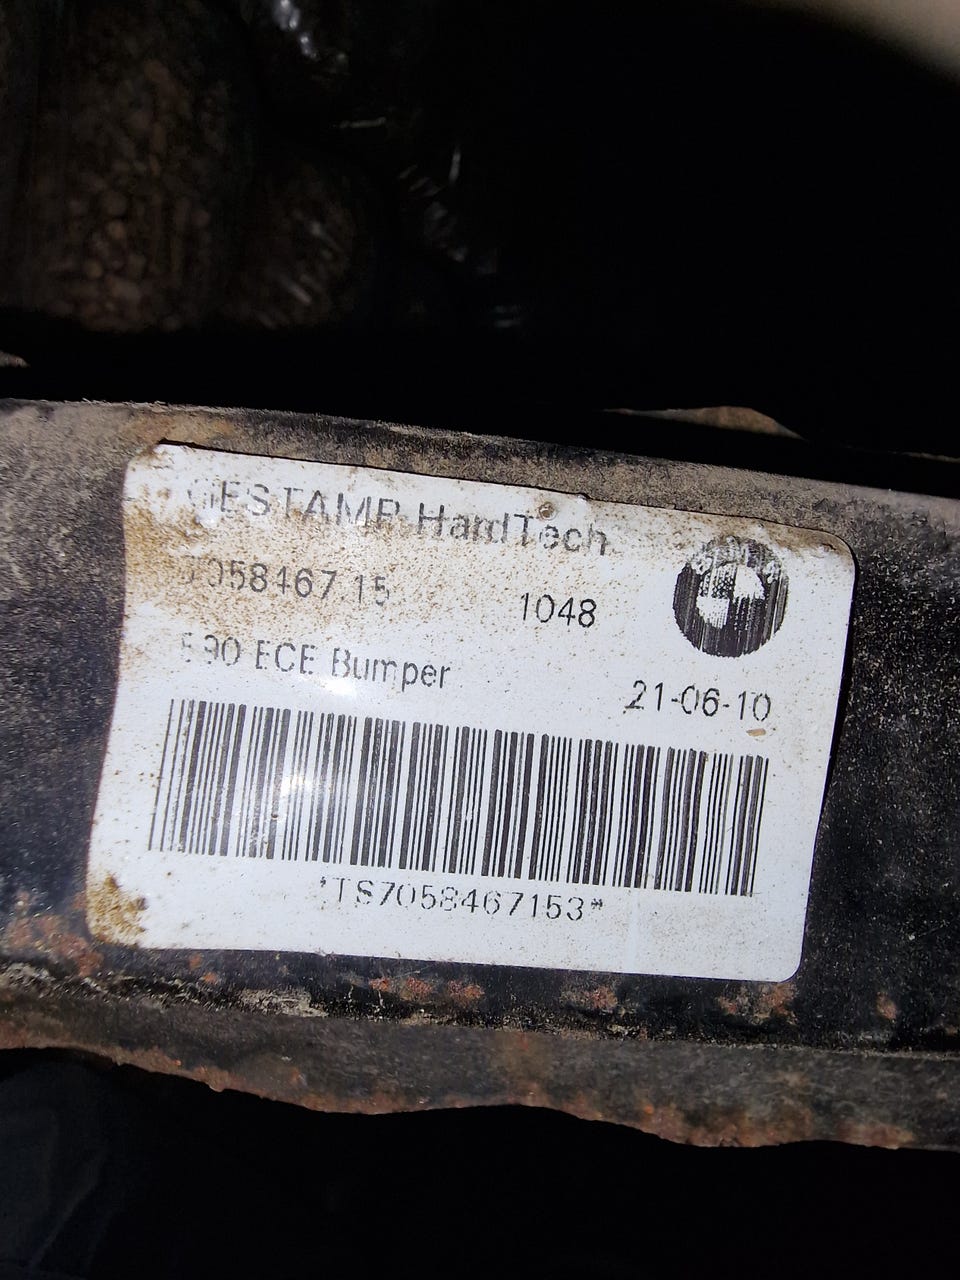 GESTAMP HardTech
7058467.15 1048
E90 ECE Bumper
21-06-10
*TS7058467153*